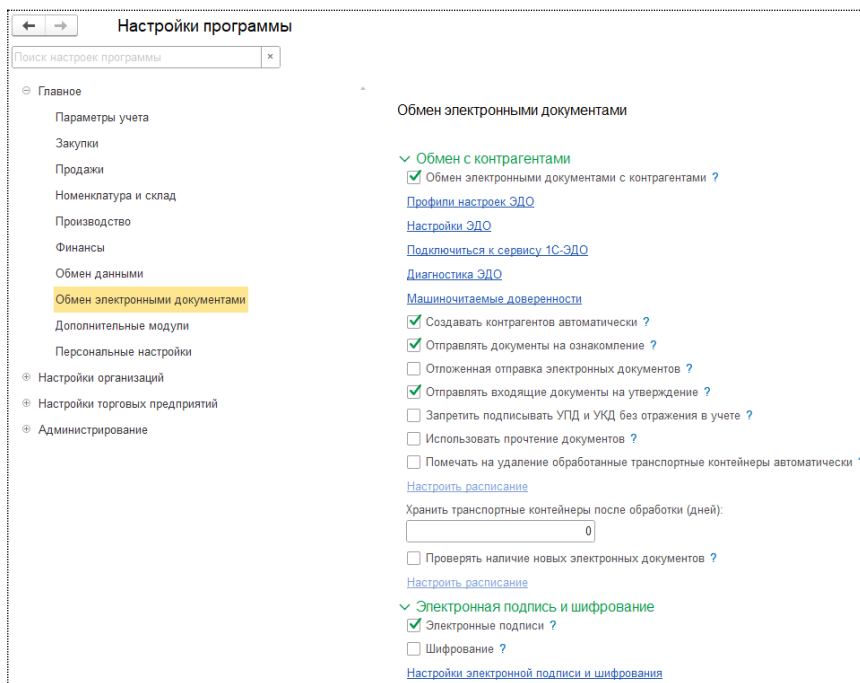 Настройки программы
Поиск настроек программы ×
Главное
Параметры учета
Закупки
Продажи
Номенклатура и склад
Производство
Финансы
Обмен данными
Обмен электронными документами
Дополнительные модули
Персональные настройки
Настройки организаций
Настройки торговых предприятий
Администрирование
Обмен электронными документами
Обмен с контрагентами
Обмен электронными документами с контрагентами ?
Профили настроек ЭДО
Настройки ЭДО
Подключиться к сервису 1С-ЭДО
Диагностика ЭДО
Машиночитаемые доверенности
Создавать контрагентов автоматически ?
Отправлять документы на ознакомление ?
Отложенная отправка электронных документов ?
Отправлять входящие документы на утверждение ?
Запретить подписывать УПД и УКД без отражения в учете ?
Использовать прочтение документов ?
Помечать на удаление обработанные транспортные контейнеры автоматически ?
Настроить расписание
Хранить транспортные контейнеры после обработки (дней):
0
Проверять наличие новых электронных документов ?
Настроить расписание
Электронная подпись и шифрование
Электронные подписи ?
Шифрование ?
Настройки электронной подписи и шифрования